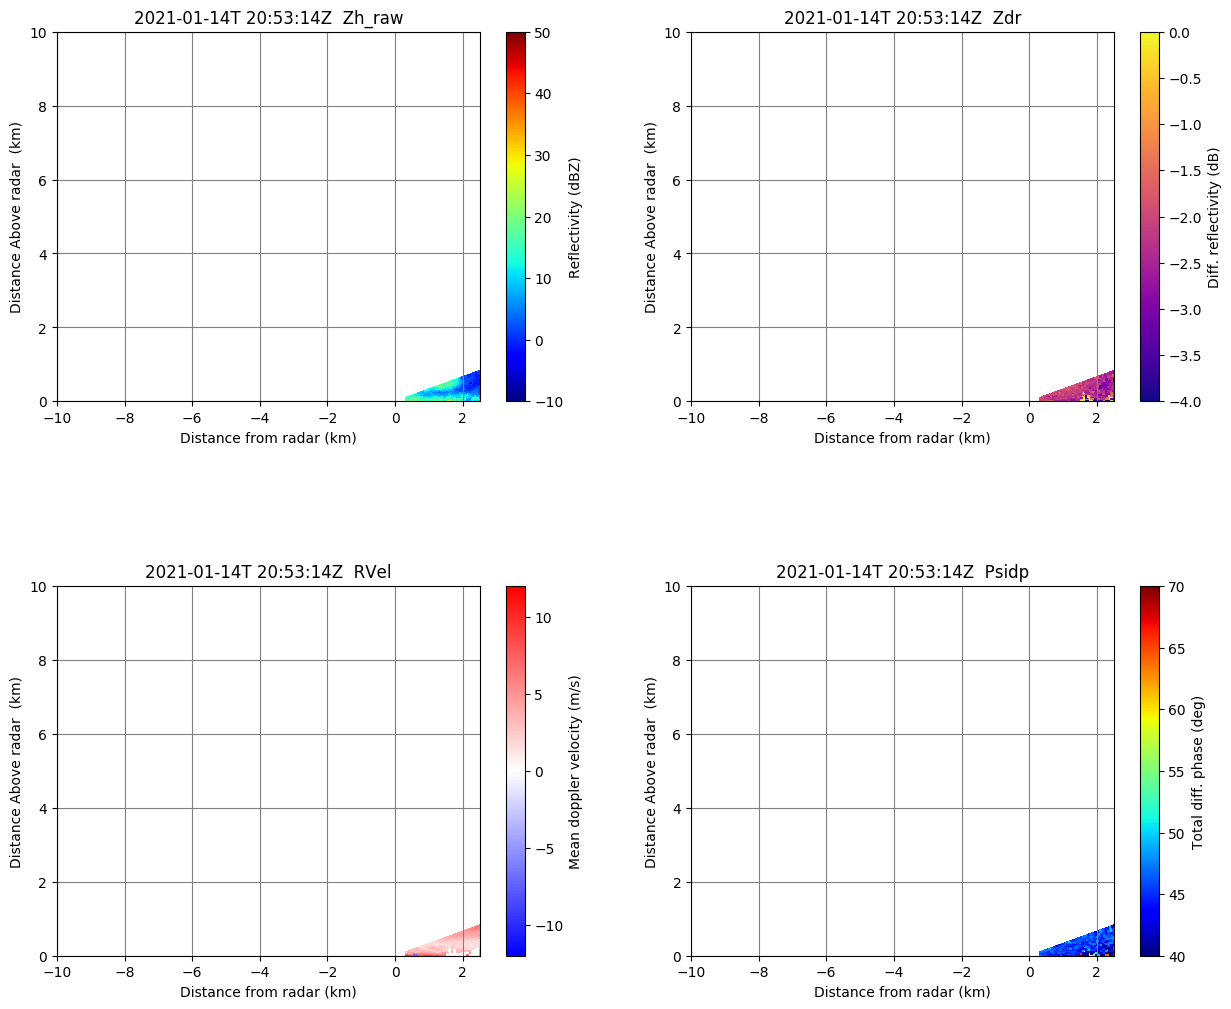 2021-01-14T 20:53:14Z  Zh_raw
10
8
6
4
2
0
Distance Above radar  (km)
−10 −8 −6 −4 −2 0 2
Distance from radar (km)
50
40
30
20
10
0
−10
Reflectivity (dBZ)
2021-01-14T 20:53:14Z  Zdr
10
8
6
4
2
0
Distance Above radar  (km)
−10 −8 −6 −4 −2 0 2
Distance from radar (km)
0.0
−0.5
−1.0
−1.5
−2.0
−2.5
−3.0
−3.5
−4.0
Diff. reflectivity (dB)
2021-01-14T 20:53:14Z  RVel
10
8
6
4
2
0
Distance Above radar  (km)
−10 −8 −6 −4 −2 0 2
Distance from radar (km)
10
5
0
−5
−10
Mean doppler velocity (m/s)
2021-01-14T 20:53:14Z  Psidp
10
8
6
4
2
0
Distance Above radar  (km)
−10 −8 −6 −4 −2 0 2
Distance from radar (km)
70
65
60
55
50
45
40
Total diff. phase (deg)